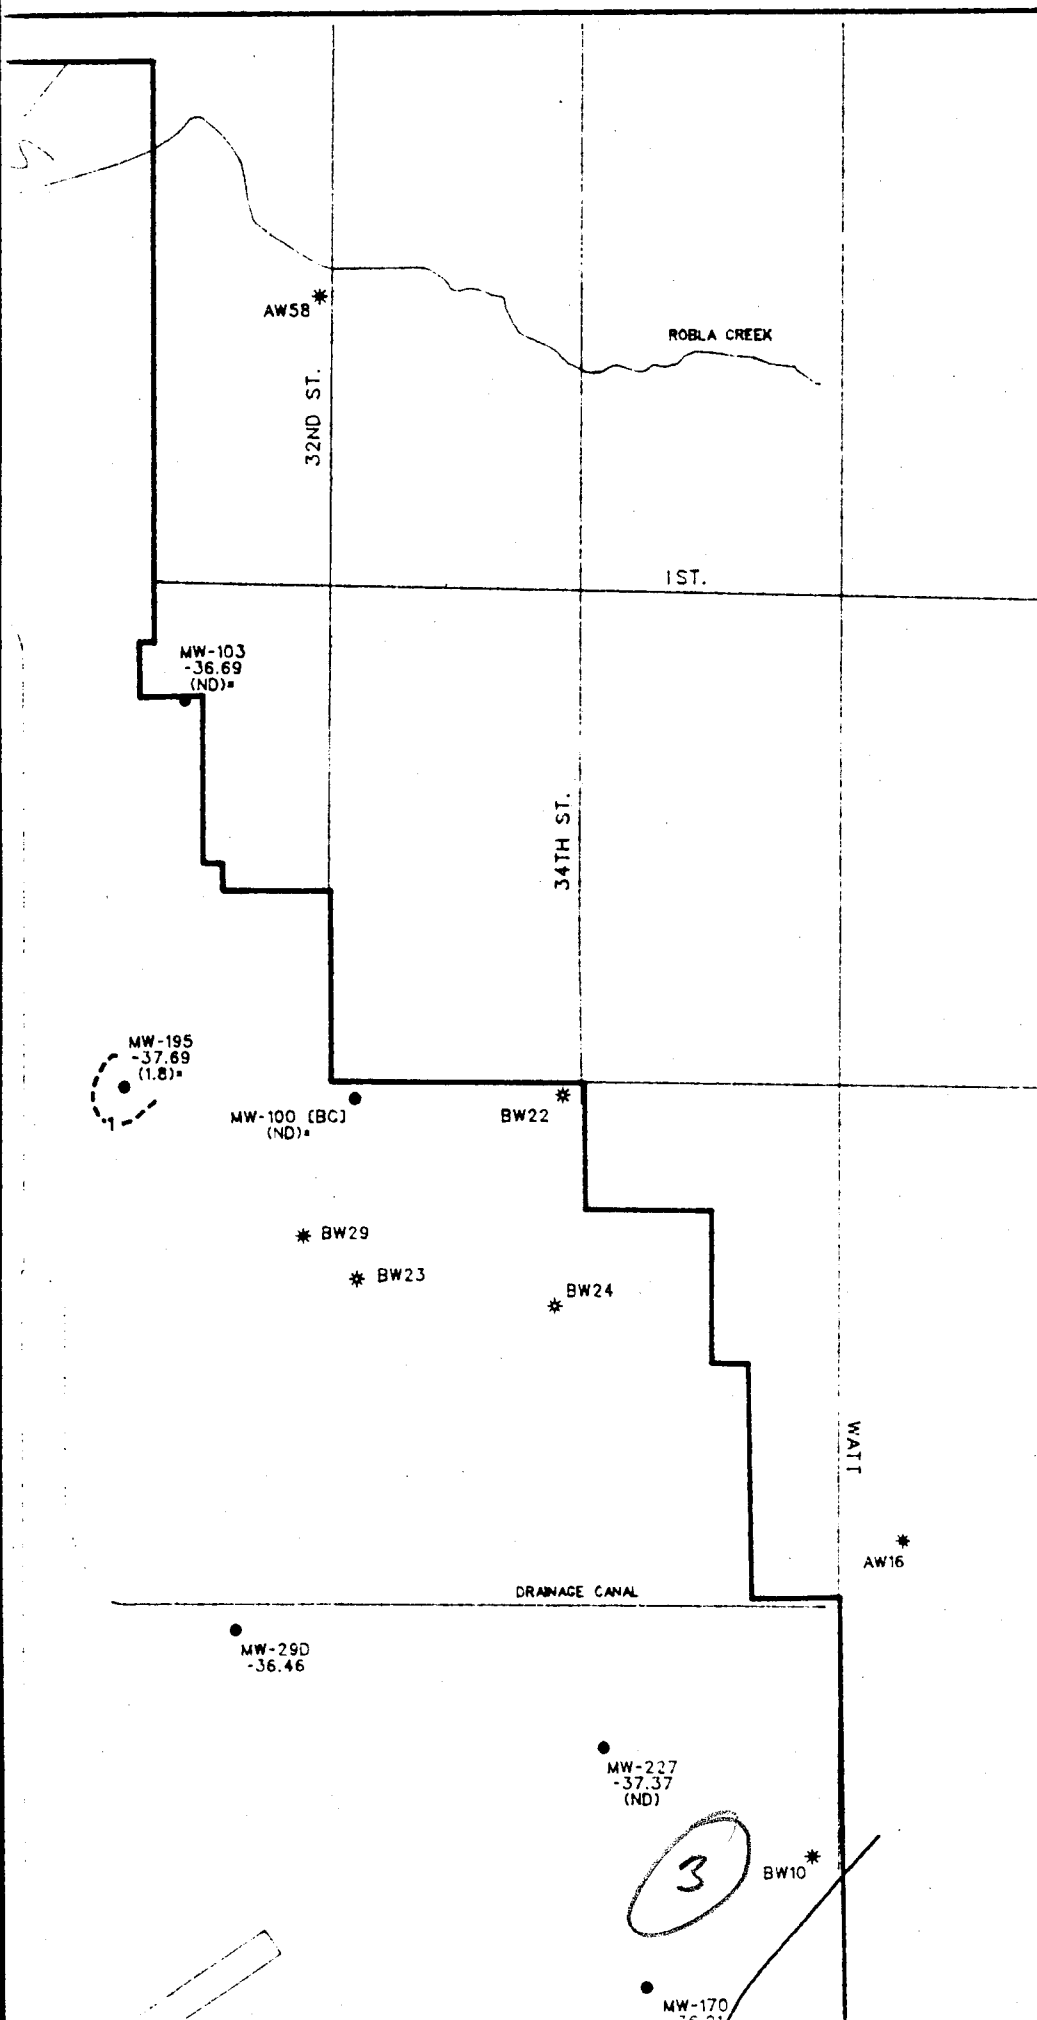 AW58
ROBLA CREEK
32ND ST.
1ST.
MW-103
-36.69
(ND)*
34TH ST.
MW-195
-37.69
(1.8)*
1
MW-100 [BC]
(ND)*
BW22
BW29
BW23
BW24
WATT
AW16
DRAINAGE CANAL
MW-29D
-36.46
MW-227
-37.37
(ND)
3
BW10
MW-170